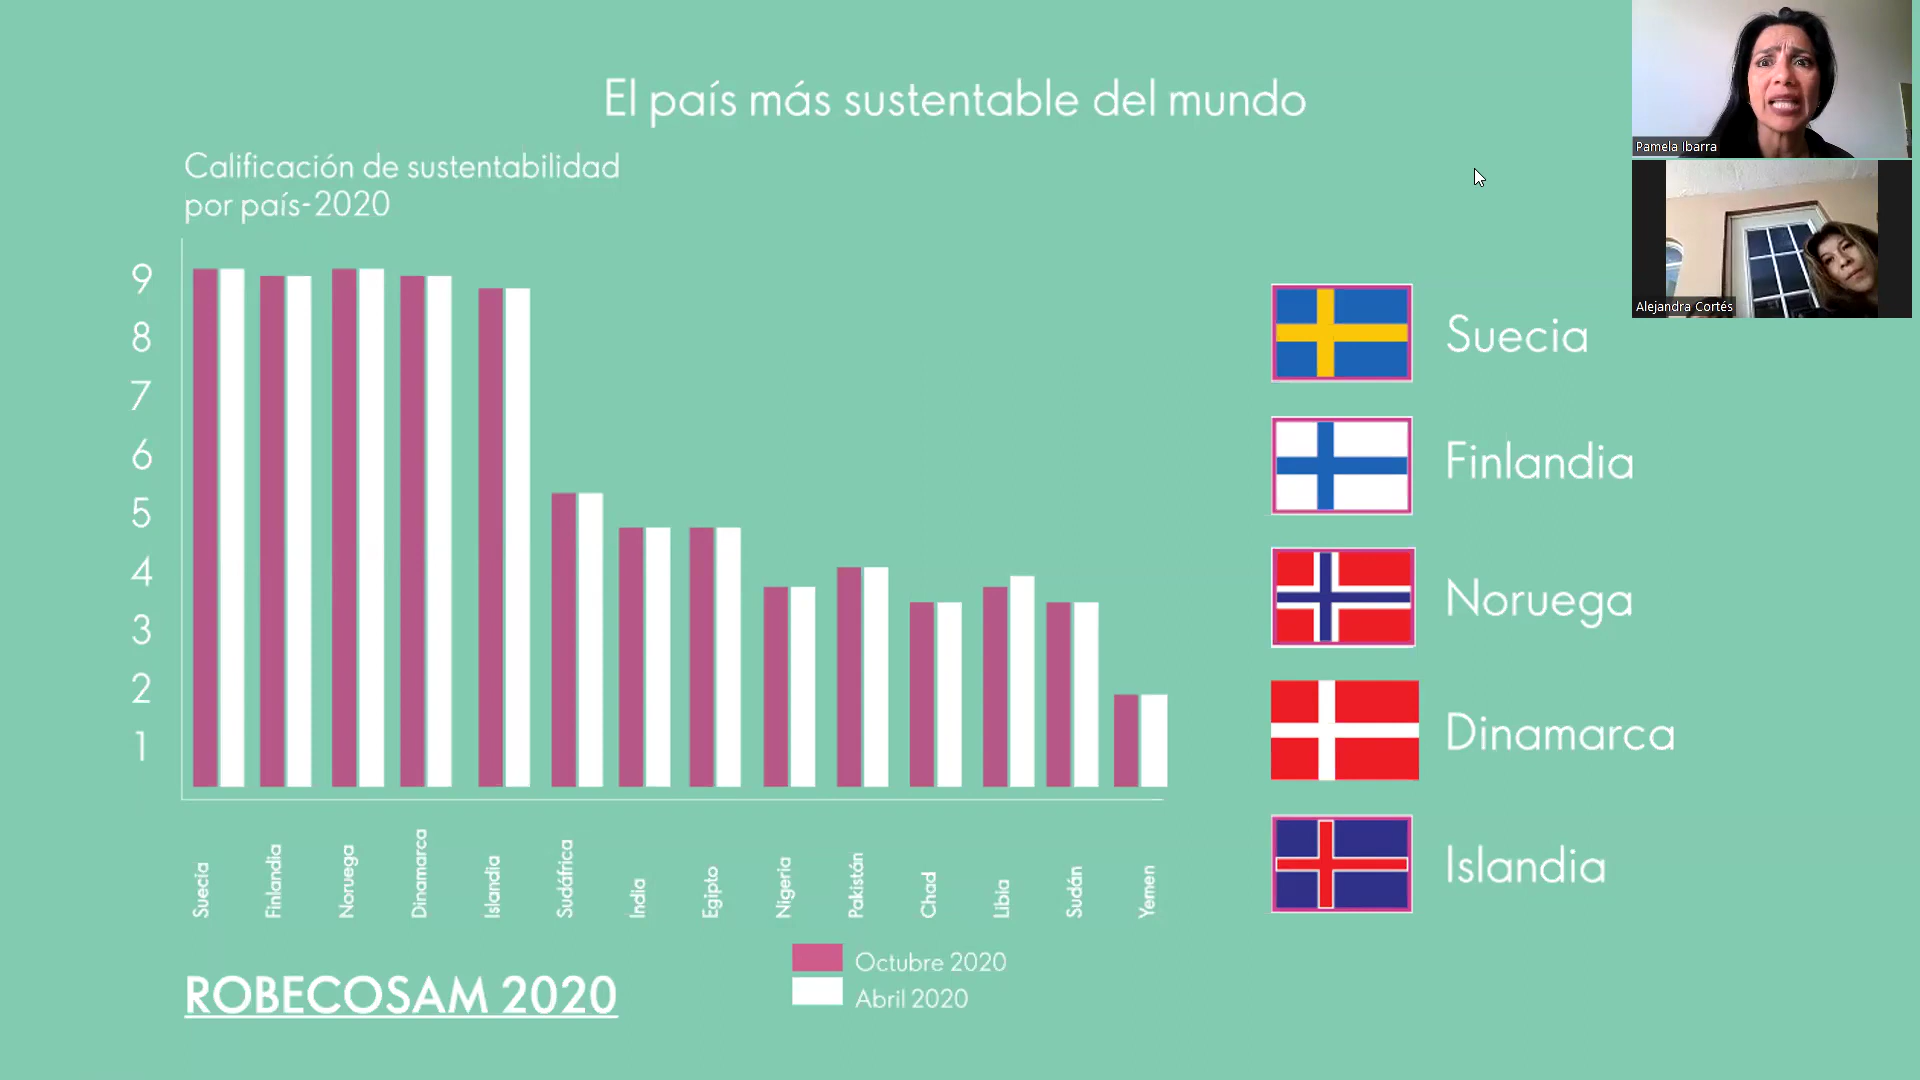 El país más sustentable del mundo
Calificación de sustentabilidad
por país-2020
9
8
7
6
5
4
3
2
1
Suecia
Finlandia
Noruega
Dinamarca
Islandia
Sudáfrica
India
Egipto
Nigeria
Pakistán
Chad
Libia
Sudán
Yemen
Octubre 2020
Abril 2020
ROBECOSAM 2020
Suecia
Finlandia
Noruega
Dinamarca
Islandia
Pamela Ibarra
Alejandra Cortés